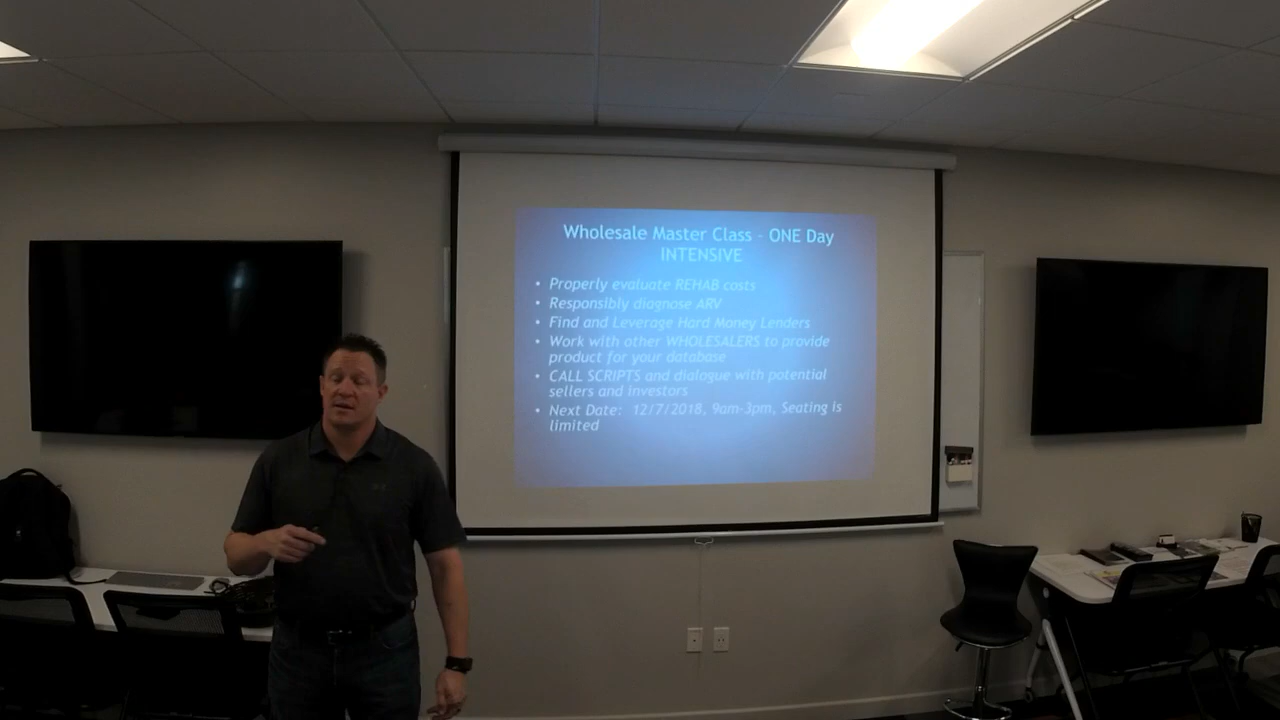 Wholesale Master Class - ONE Day
INTENSIVE
• Properly evaluate REHAB costs
• Responsibly diagnose ARV
• Find and Leverage Hard Money Lenders
• Work with other WHOLESALERS to provide
product for your database
• CALL SCRIPTS and dialogue with potential
sellers and investors
• Next Date: 12/7/2018, 9am-3pm, Seating is
limited